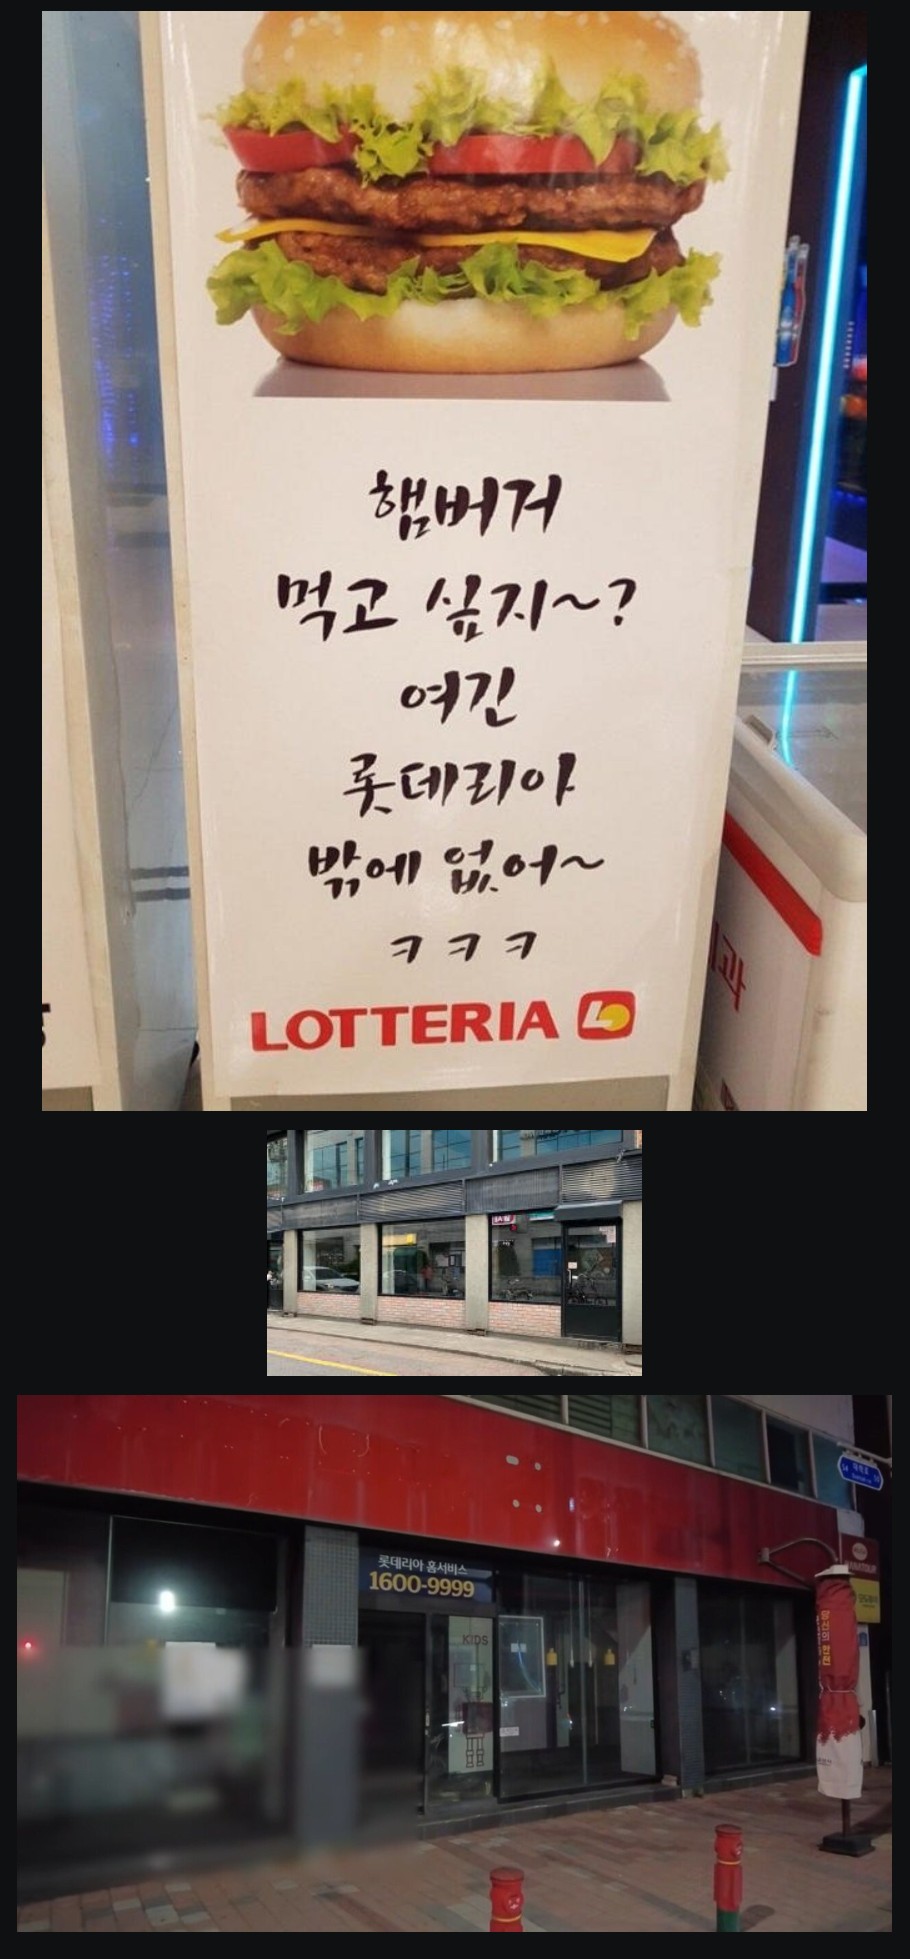 햄버거
먹고 싶지~?
여긴
롯데리아
밖에 없어~
ㅋㅋㅋ
LOTTERIA
롯데리아 홈서비스
1600-9999
KIDS